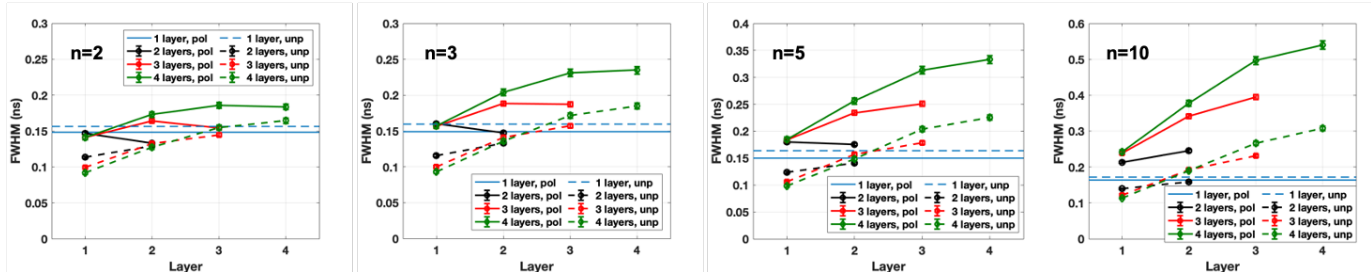 n=2
1 layer, pol
1 layer, unp
2 layers, pol
2 layers, unp
3 layers, pol
3 layers, unp
4 layers, pol
4 layers, unp
FWHM (ns)
0.3
0.25
0.2
0.15
0.1
0.05
0
1 2 3 4
Layer
n=3
1 layer, pol
1 layer, unp
2 layers, pol
2 layers, unp
3 layers, pol
3 layers, unp
4 layers, pol
4 layers, unp
FWHM (ns)
0.3
0.25
0.2
0.15
0.1
0.05
0
1 2 3 4
Layer
n=5
1 layer, pol
1 layer, unp
2 layers, pol
2 layers, unp
3 layers, pol
3 layers, unp
4 layers, pol
4 layers, unp
FWHM (ns)
0.4
0.35
0.3
0.25
0.2
0.15
0.1
0.05
0
1 2 3 4
Layer
n=10
1 layer, pol
1 layer, unp
2 layers, pol
2 layers, unp
3 layers, pol
3 layers, unp
4 layers, pol
4 layers, unp
FWHM (ns)
0.6
0.5
0.4
0.3
0.2
0.1
0
1 2 3 4
Layer